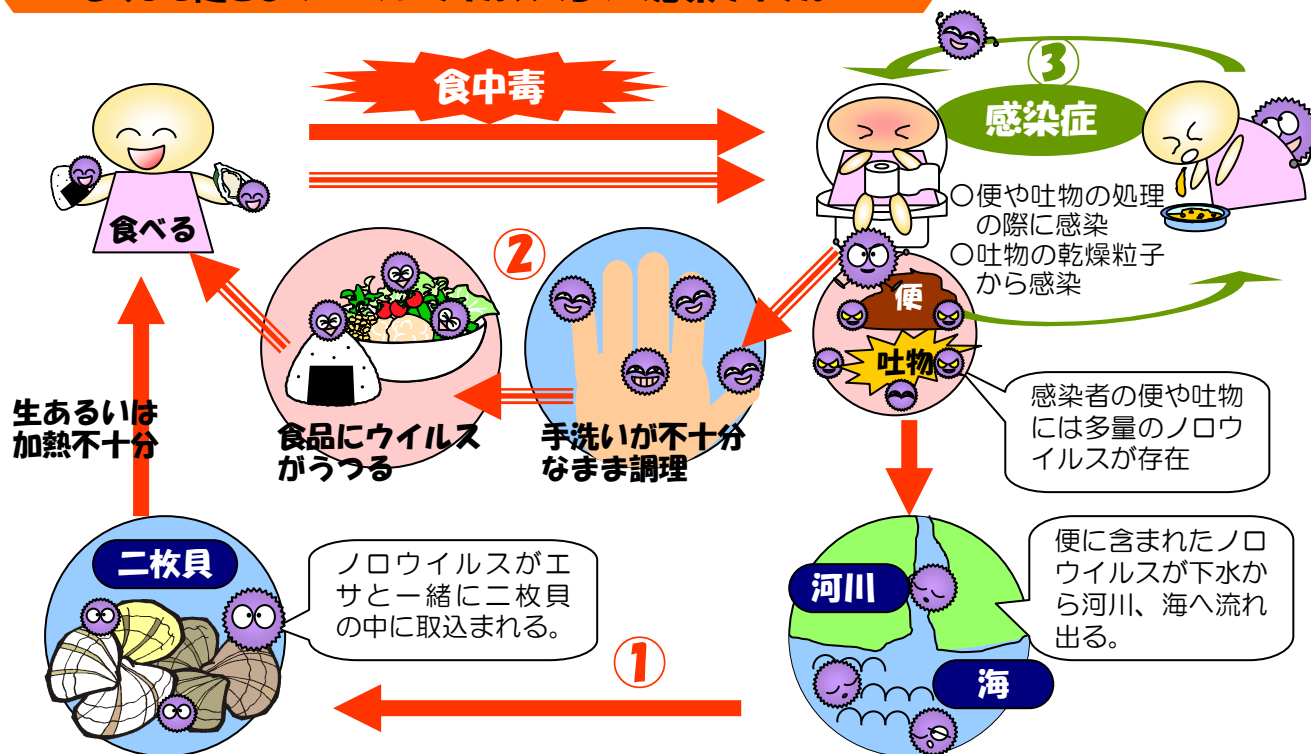 食中毒
③
感染症
〇便や吐物の処理
の際に感染
〇吐物の乾燥粒子
から感染
食べる
②
便
吐物
生あるいは
加熱不十分
食品にウイルス
がうつる
手洗いが不十分
なまま調理
感染者の便や吐物
には多量のノロウ
イルスが存在
二枚貝
ノロウイルスがエ
サと一緒に二枚貝
の中に取込まれる。
①
河川
海
便に含まれたノロ
ウイルスが下水か
ら河川、海へ流れ
出る。